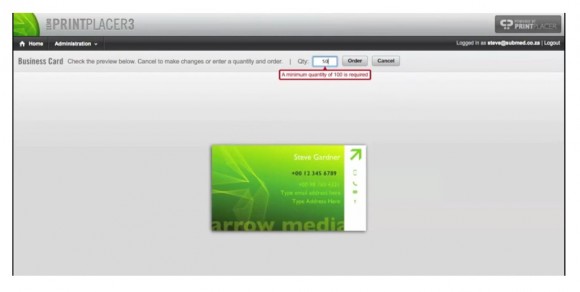 PRINTPLACER3
POWERED BY
PRINTPLACER
Home Administration
Logged in as steve@submed.co.za | Logout
Business Card Check the preview below. Cancel to make changes or enter a quantity and order | Qty: Order Cancel
A minimum quantity of 100 is required
Steve Gardner
+00 12 345 6789
Type email address here
Type Address Here
arrow media